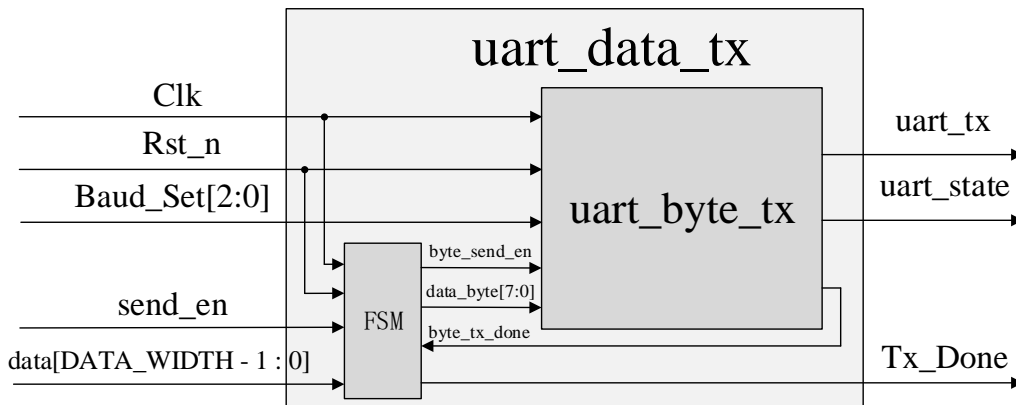 uart_data_tx
Clk
Rst_n
Baud_Set[2:0]
send_en
data[DATA_WIDTH - 1 : 0]
FSM
byte_send_en
data_byte[7:0]
byte_tx_done
uart_byte_tx
uart_tx
uart_state
Tx_Done